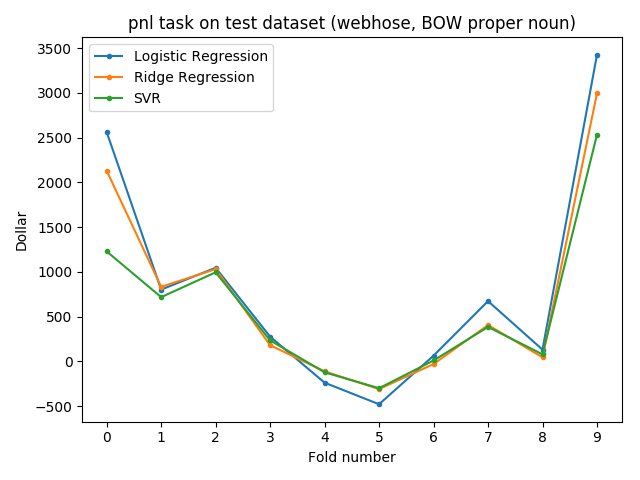 pnl task on test dataset (webhose, BOW proper noun)
Logistic Regression
Ridge Regression
SVR
Dollar
3500
3000
2500
2000
1500
1000
500
0
−500
0 1 2 3 4 5 6 7 8 9
Fold number